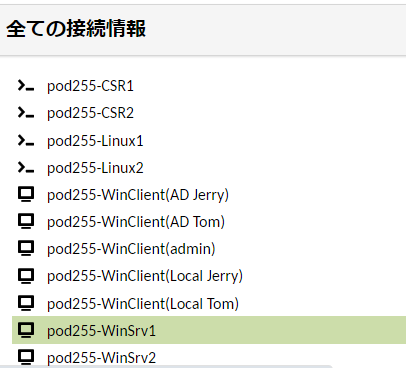 全ての接続情報
pod255-CSR1
pod255-CSR2
pod255-Linux1
pod255-Linux2
pod255-WinClient(AD Jerry)
pod255-WinClient(AD Tom)
pod255-WinClient(admin)
pod255-WinClient(Local Jerry)
pod255-WinClient(Local Tom)
pod255-WinSrv1
pod255-WinSrv2